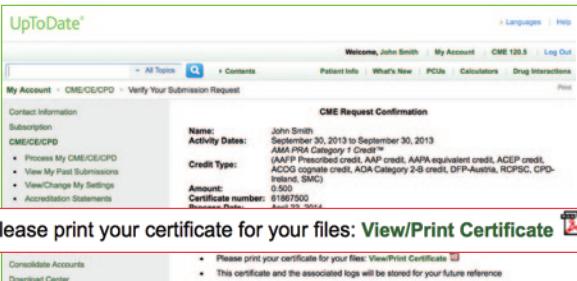 UpToDate®
Languages Help
Welcome, John Smith My Account CME 120.5 Log Out
All Topics Contents Patient Info What's New PCUs Calculators Drug Interactions
My Account CME/CE/CPD Verify Your Submission Request Print
Contact Information
Subscription
CME/CE/CPD
• Process My CME/CE/CPD
• View My Past Submissions
• View/Change My Settings
• Accreditation Statements
CME Request Confirmation
Name: John Smith
Activity Dates: September 30, 2013 to September 30, 2013
AMA PRA Category 1 Credit™
Credit Type: (AAFP Prescribed credit, AAP credit, AAPA equivalent credit, ACEP credit,
ACOG cognate credit, AOA Category 2-B credit, DFP-Austria, RCPSC, CPD-
Ireland, SMC)
Amount: 0.500
Certificate number: 61867500
Process Date: April 22, 2014
lease print your certificate for your files: View/Print Certificate
Consolidate Accounts
Download Center
• Please print your certificate for your files: View/Print Certificate
• This certificate and the associated logs will be stored for your future reference